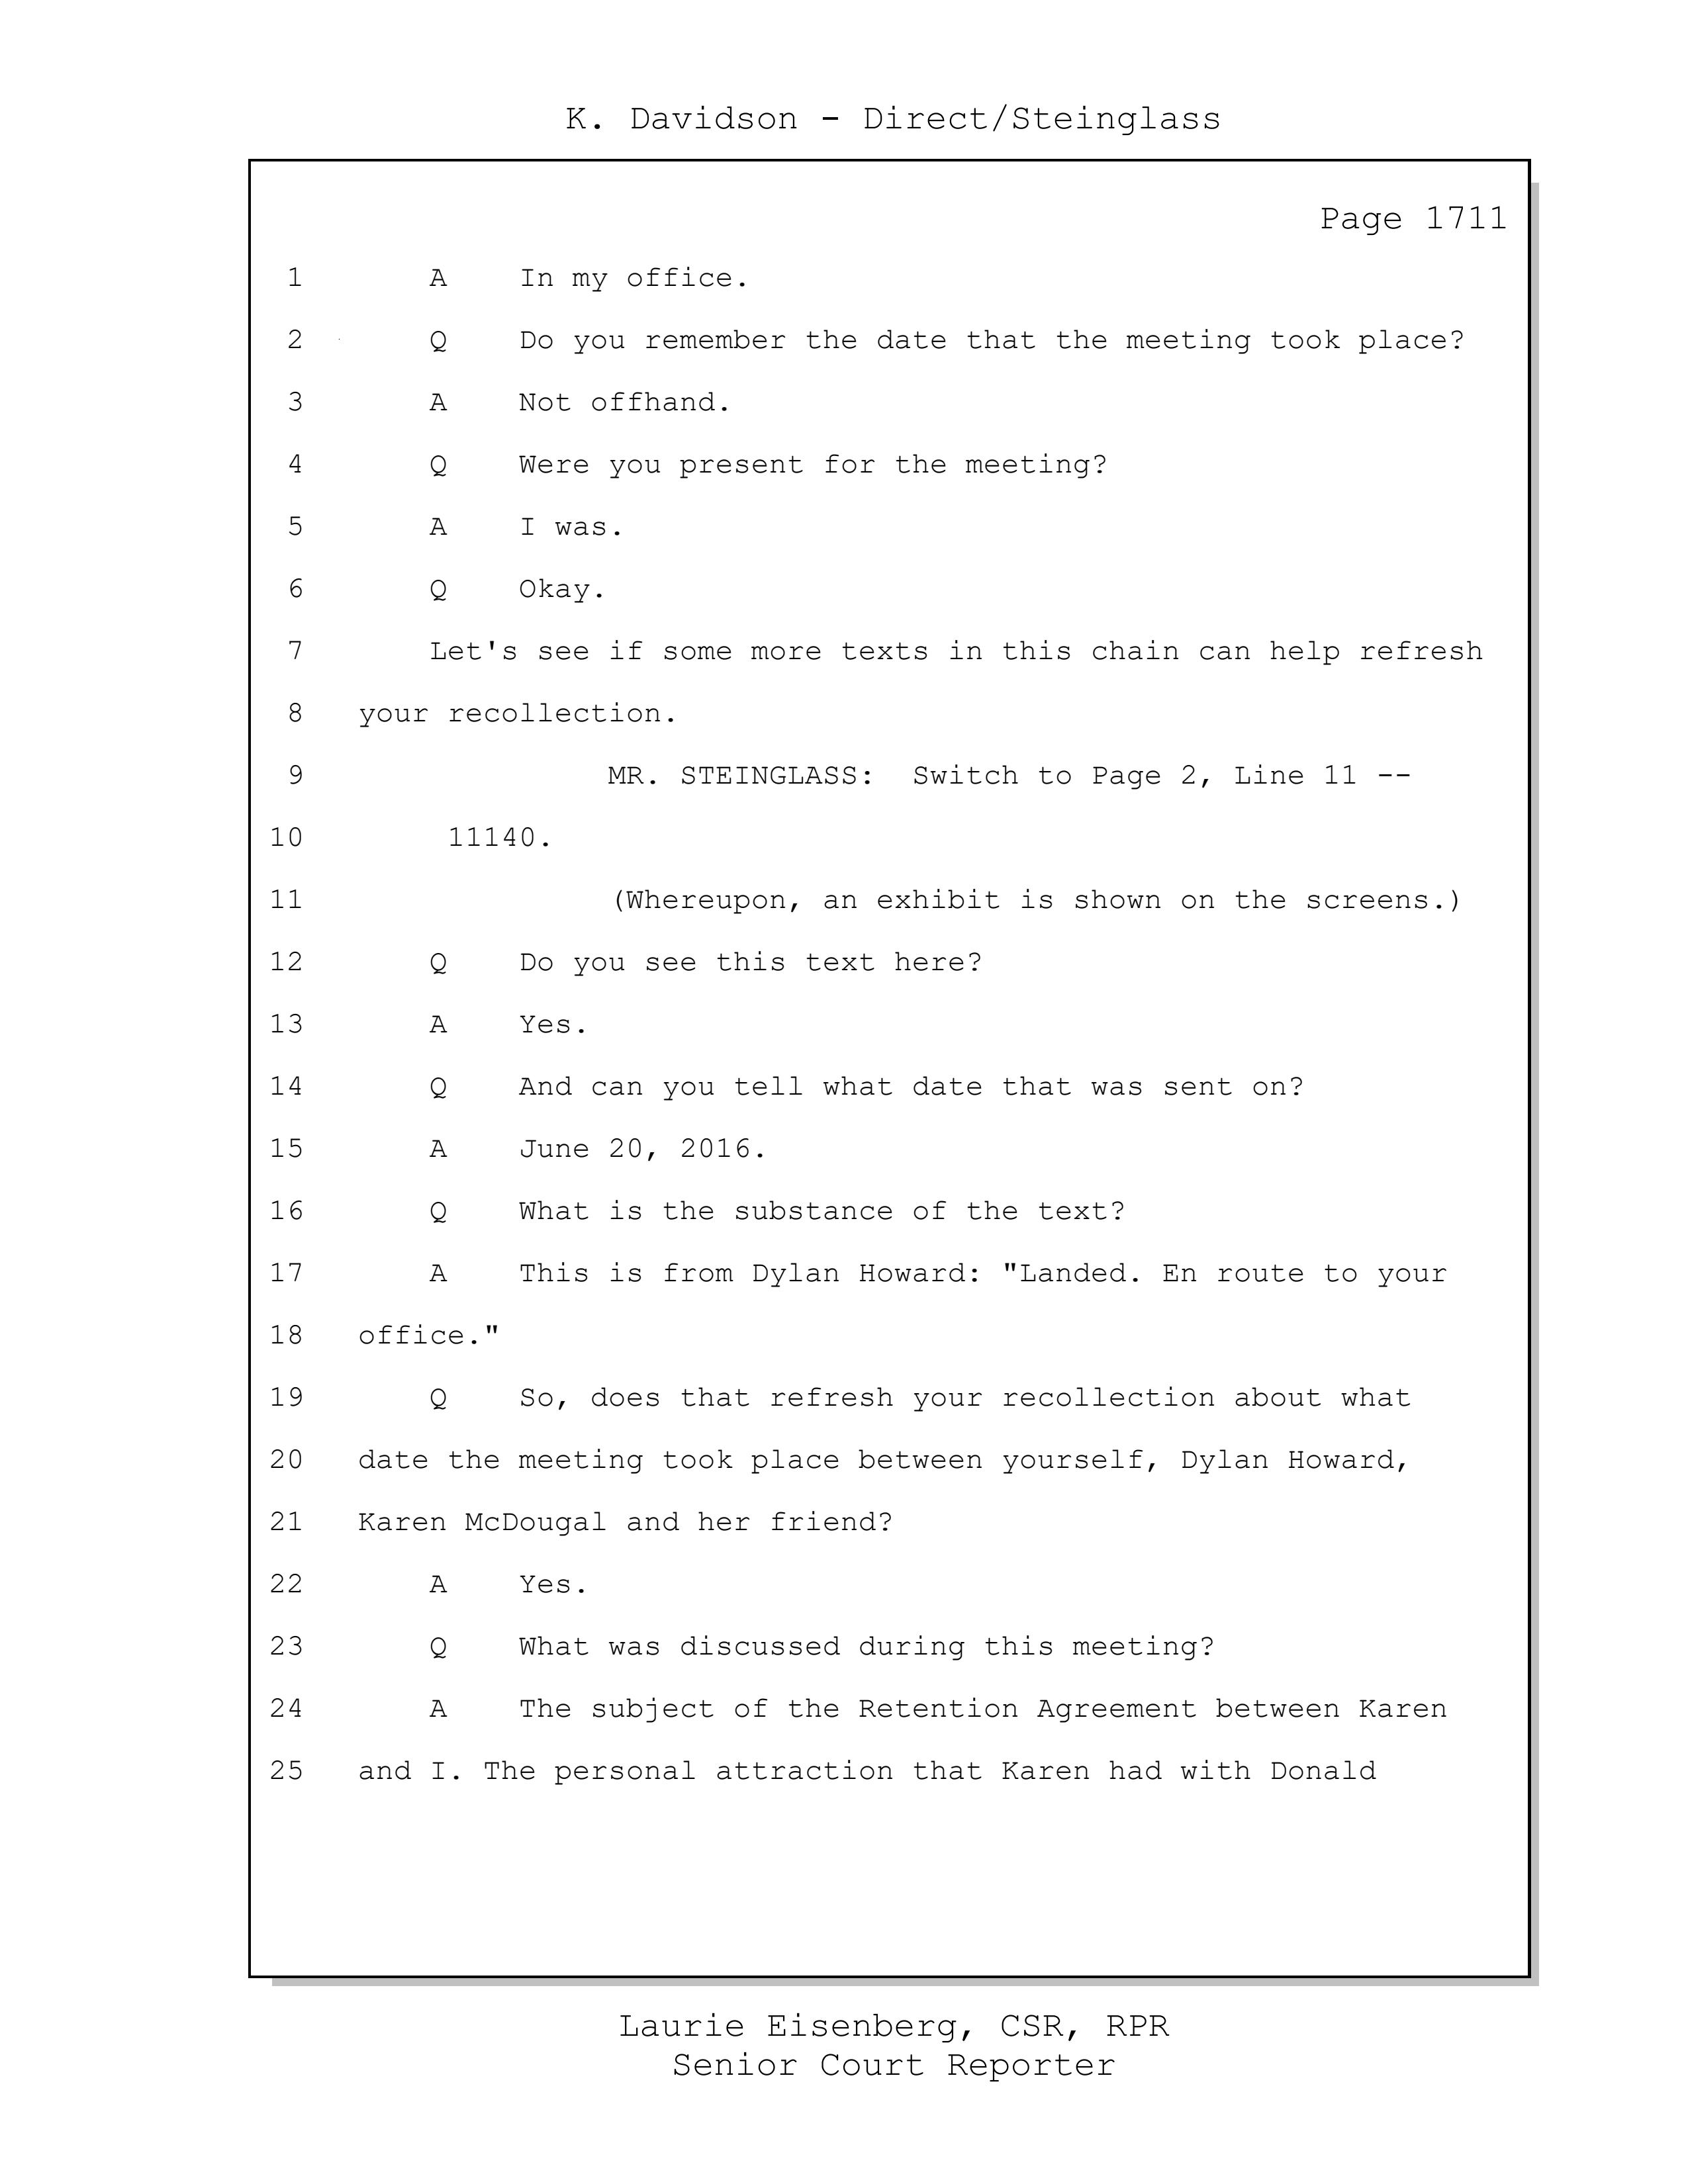 K. Davidson - Direct/Steinglass
Page 1711
1 A In my office.
2 Q Do you remember the date that the meeting took place?
3 A Not offhand.
4 Q Were you present for the meeting?
5 A I was.
6 Q Okay.
7 Let's see if some more texts in this chain can help refresh
8 your recollection.
9 MR. STEINGLASS: Switch to Page 2, Line 11 --
10 11140.
11 (Whereupon, an exhibit is shown on the screens.)
12 Q Do you see this text here?
13 A Yes.
14 Q And can you tell what date that was sent on?
15 A June 20, 2016.
16 Q What is the substance of the text?
17 A This is from Dylan Howard: "Landed. En route to your
18 office."
19 Q So, does that refresh your recollection about what
20 date the meeting took place between yourself, Dylan Howard,
21 Karen McDougal and her friend?
22 A Yes.
23 Q What was discussed during this meeting?
24 A The subject of the Retention Agreement between Karen
25 and I. The personal attraction that Karen had with Donald
Laurie Eisenberg, CSR, RPR
Senior Court Reporter